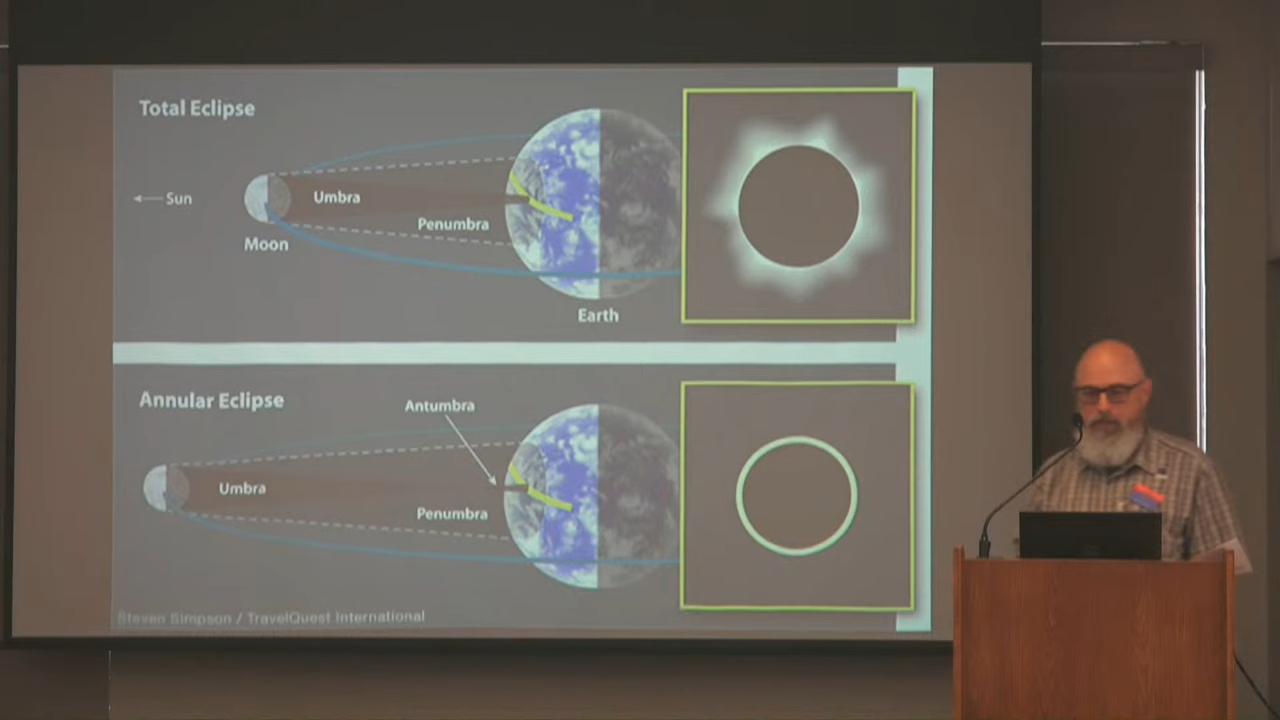 Total Eclipse
Sun
Umbra
Penumbra
Moon
Earth
Annular Eclipse
Antumbra
Umbra
Penumbra
Steven Simpson / TravelQuest International